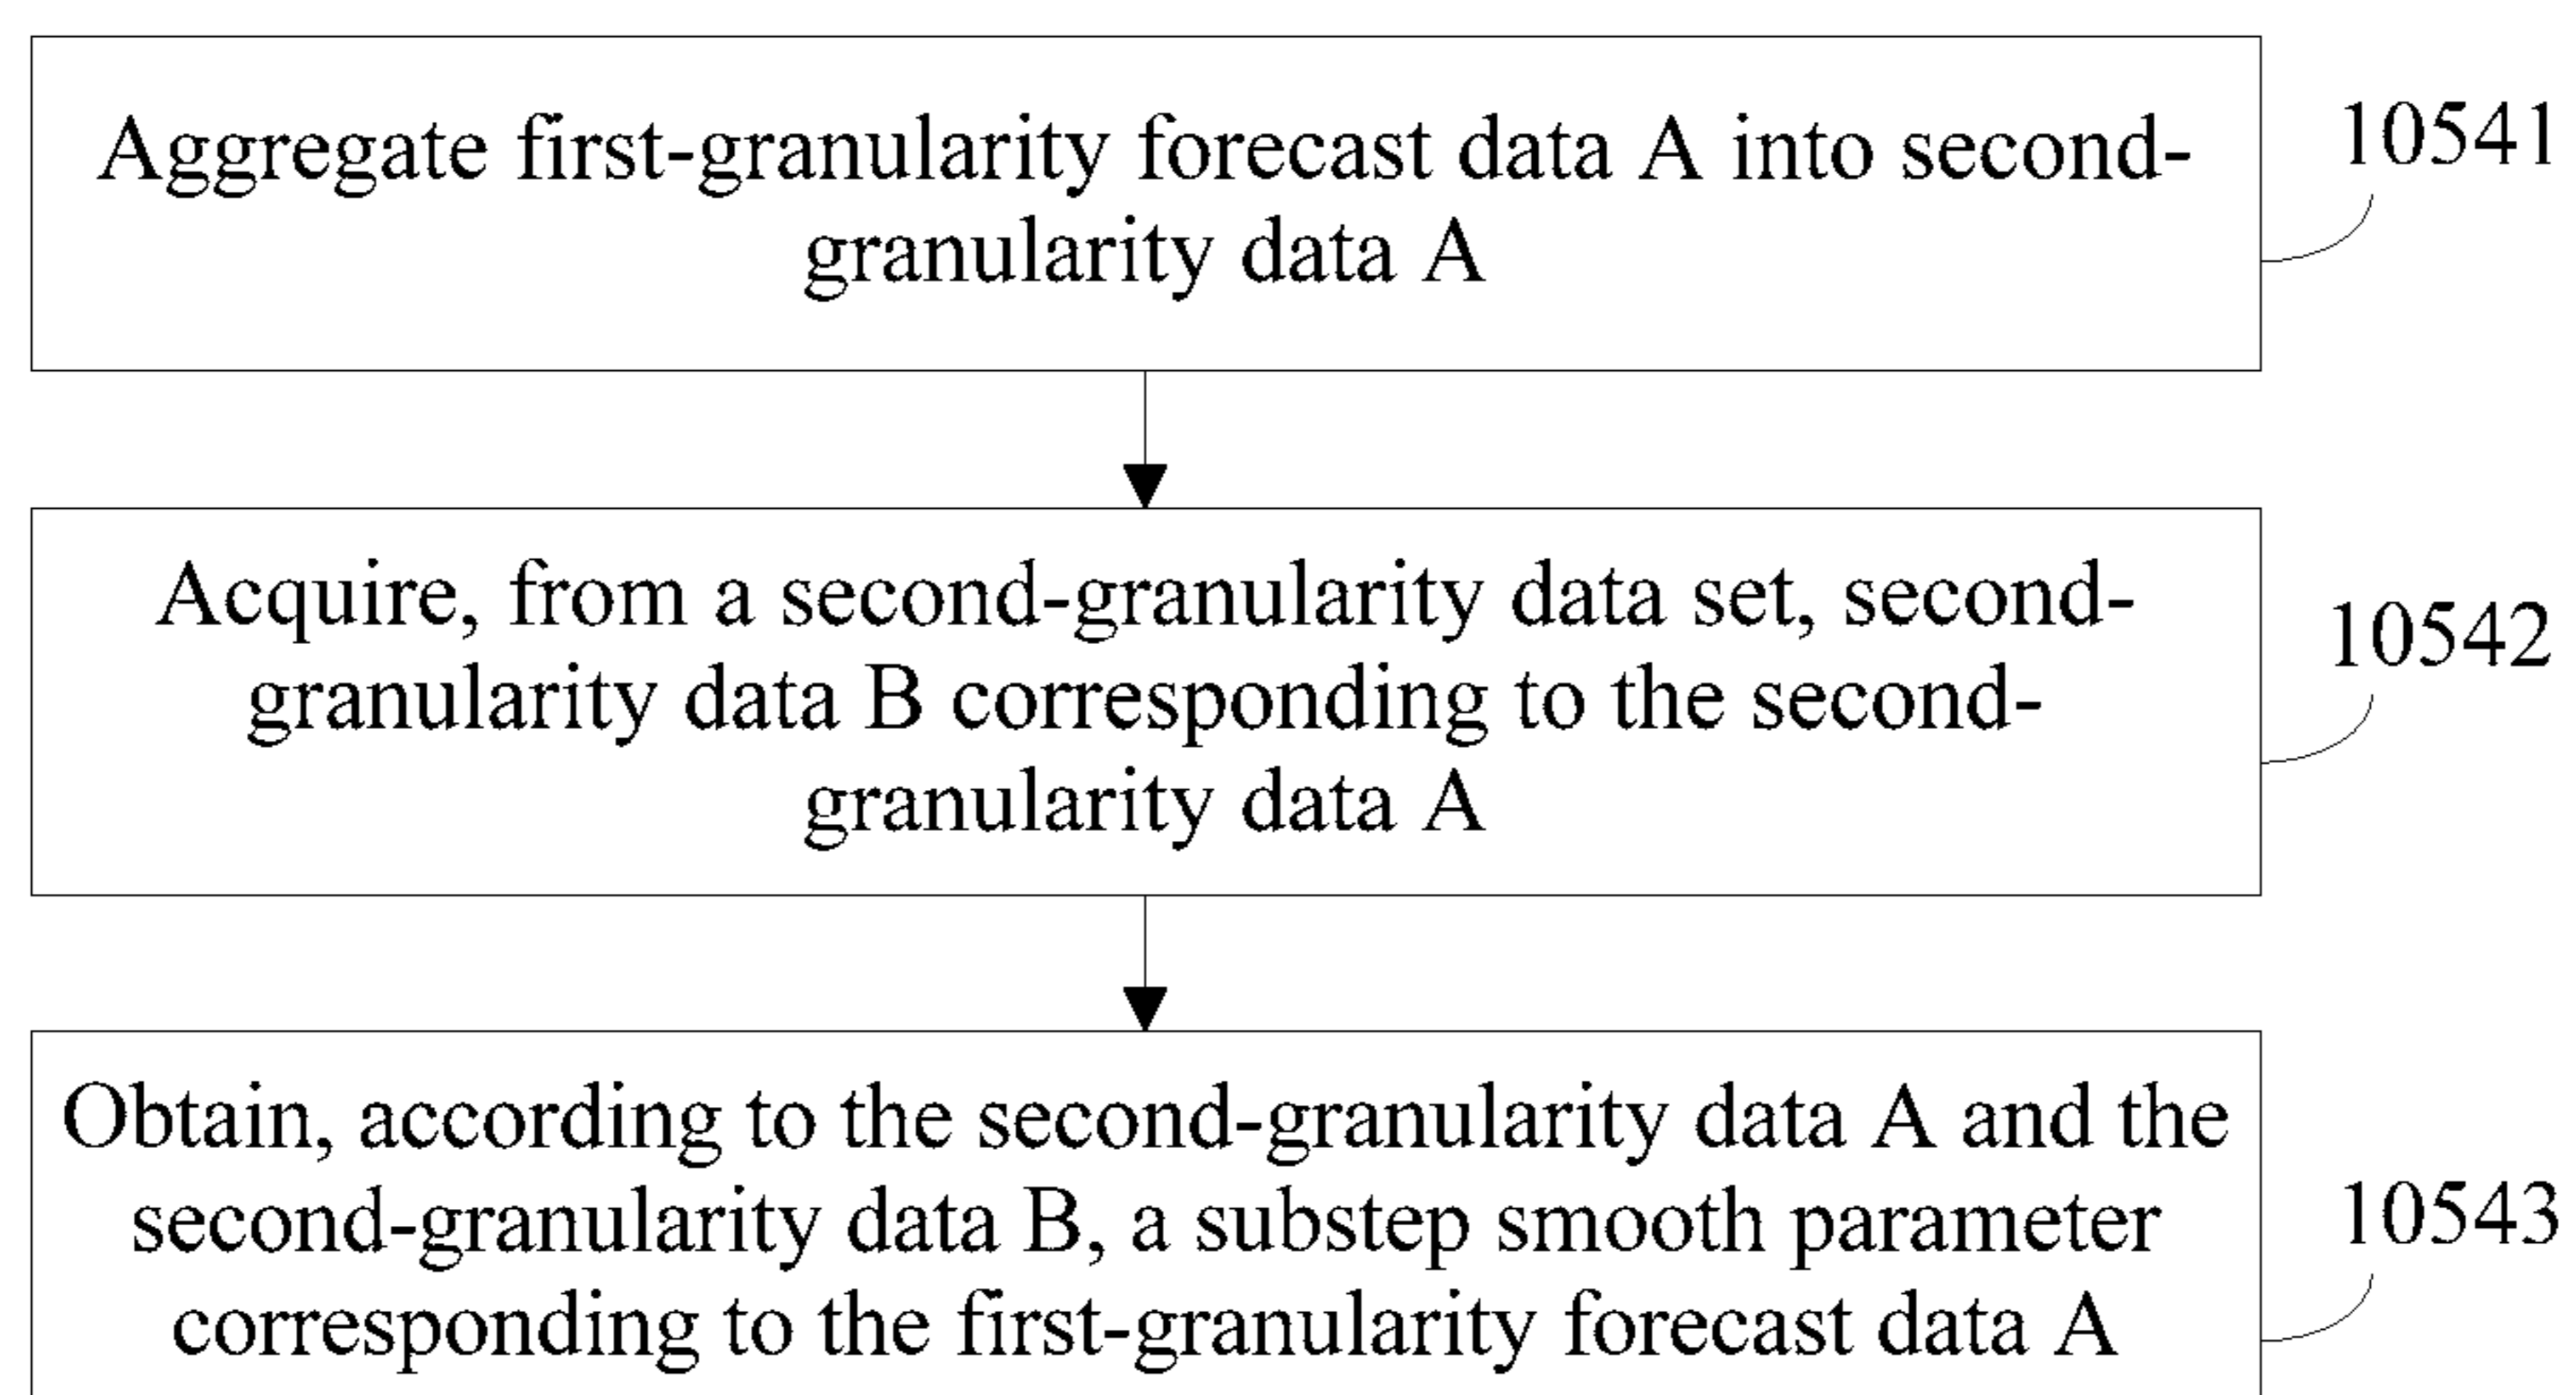 Aggregate first-granularity forecast data A into second-
granularity data A
10541
Acquire, from a second-granularity data set, second-
granularity data B corresponding to the second-
granularity data A
10542
Obtain, according to the second-granularity data A and the
second-granularity data B, a substep smooth parameter
corresponding to the first-granularity forecast data A
10543